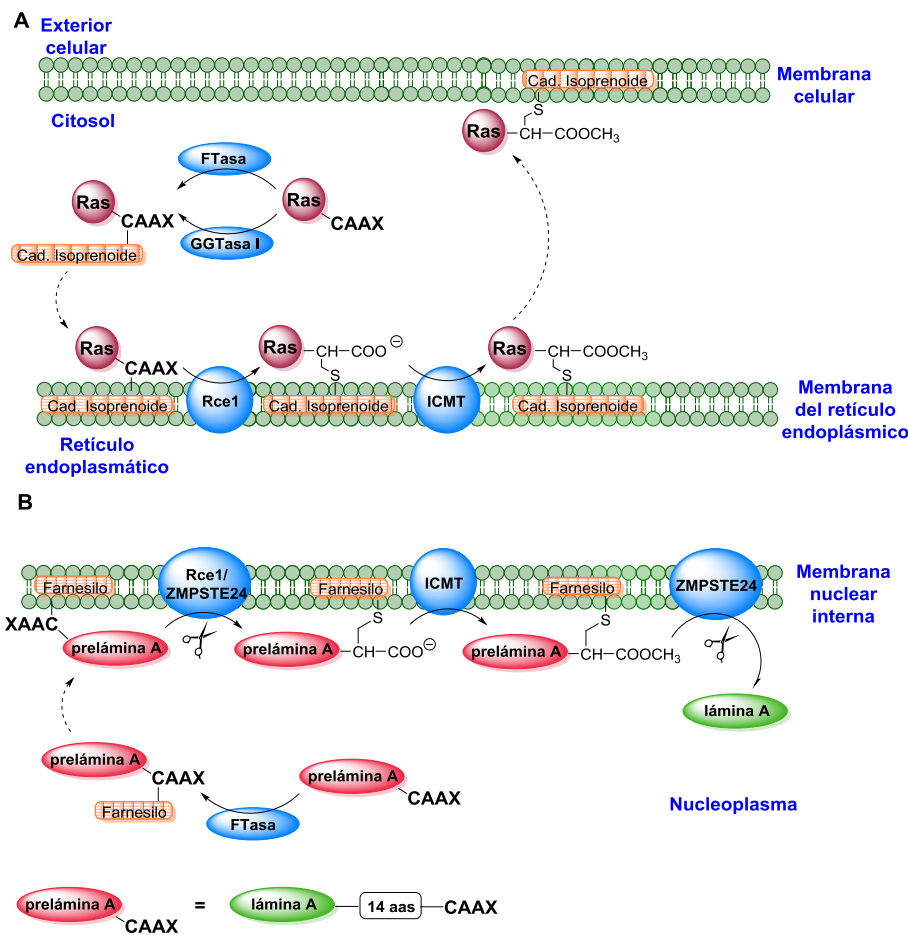 A
Exterior
celular
Cad. Isoprenoide
Membrana
celular
Citosol
S
Ras
CH
COOCH3
FTasa
Ras
CAAX
Ras
CAAX
GGTasa I
Cad. Isoprenoide
Ras
CAAX
Ras
CH
COO⊖
S
Ras
CH
COOCH3
S
Cad. Isoprenoide
Rce1
Cad. Isoprenoide
ICMT
Cad. Isoprenoide
Membrana
del retículo
endoplásmico
Retículo
endoplasmático
B
Farnesilo
Rce1/
ZMPSTE24
Farnesilo
ICMT
Farnesilo
ZMPSTE24
Membrana
nuclear
interna
XAAC
prelámina A
S
prelámina A
CH
COO⊖
S
prelámina A
CH
COOCH3
lámina A
prelámina A
CAAX
Farnesilo
prelámina A
CAAX
FTasa
Nucleoplasma
prelámina A
CAAX
=
lámina A
14 aas
CAAX